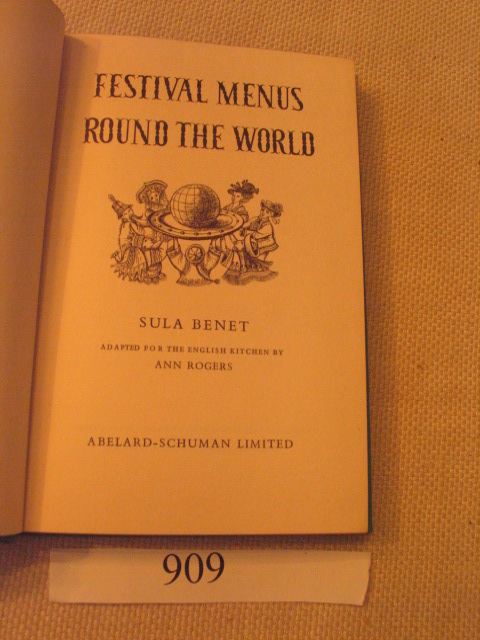 FESTIVAL MENUS
ROUND THE WORLD
SULA BENET
ADAPTED FOR THE ENGLISH KITCHEN BY
ANN ROGERS
ABELARD-SCHUMAN LIMITED
909